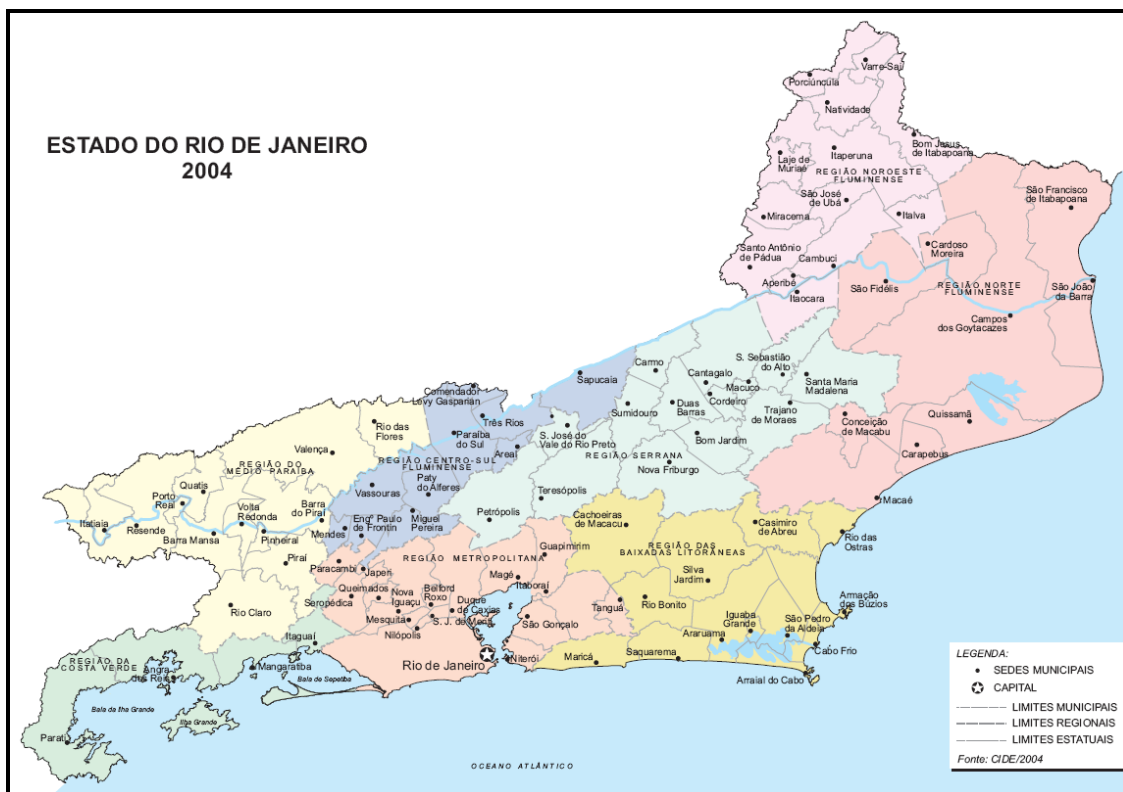 ESTADO DO RIO DE JANEIRO
2004
Varre-Sai
Porciúncula
Natividade
Bom Jesus
de Itabapoana
Laje de
Muriaé
Itaperuna
REGIÃO NOROESTE
FLUMINENSE
São José
de Ubá
São Francisco
de Itabapoana
Miracema
Italva
Santo Antônio
de Pádua
Cambuci
Cardoso
Moreira
Aperibé
Itaocara
São Fidélis
REGIÃO NORTE
FLUMINENSE
São João
da Barra
Campos
dos Goytacazes
Sapucaia
Carmo
Cantagalo
S. Sebastião
do Alto
Macuco
Cordeiro
Santa Maria
Madalena
Comendador
Levy Gasparian
Três Rios
Sumidouro
Duas
Barras
Trajano
de Moraes
Conceição
de Macabu
Quissamã
Rio das
Flores
Paraíba
do Sul
S. José do
Vale do Rio Preto
Areal
Bom Jardim
Carapebus
Valença
REGIÃO CENTRO-SUL
FLUMINENSE
REGIÃO SERRANA
Nova Friburgo
REGIÃO DO
MÉDIO PARAÍBA
Paty
do Alferes
Vassouras
Quatis
Porto
Real
Teresópolis
Macaé
Itatiaia
Resende
Barra Mansa
Volta
Redonda
Pinheiral
Barra
do Piraí
Mendes
Engº Paulo
de Frontin
Miguel
Pereira
Petrópolis
Cachoeiras
de Macacu
Casimiro
de Abreu
Rio das
Ostras
Piraí
Paracambi
Japeri
REGIÃO METROPOLITANA
Guapimirim
REGIÃO DAS
BAIXADAS LITORÂNEAS
Silva
Jardim
Magé
Itaboraí
Seropédica
Queimados
Nova
Iguaçu
Belford
Roxo
Duque
de Caxias
Mesquita
S. J. de Meriti
Nilópolis
São Gonçalo
Tanguá
Rio Bonito
Armação
dos Búzios
Iguaba
Grande
São Pedro
da Aldeia
Araruama
Rio Claro
Itaguaí
Cabo Frio
Rio de Janeiro
Niterói
Maricá
Saquarema
Arraial do Cabo
REGIÃO DA
COSTA VERDE
Angra
dos Reis
Mangaratiba
Baía de Sepetiba
Baía da Ilha Grande
Ilha Grande
Parati
OCEANO ATLÂNTICO
LEGENDA:
SEDES MUNICIPAIS
CAPITAL
LIMITES MUNICIPAIS
LIMITES REGIONAIS
LIMITES ESTATUAIS
Fonte: CIDE/2004